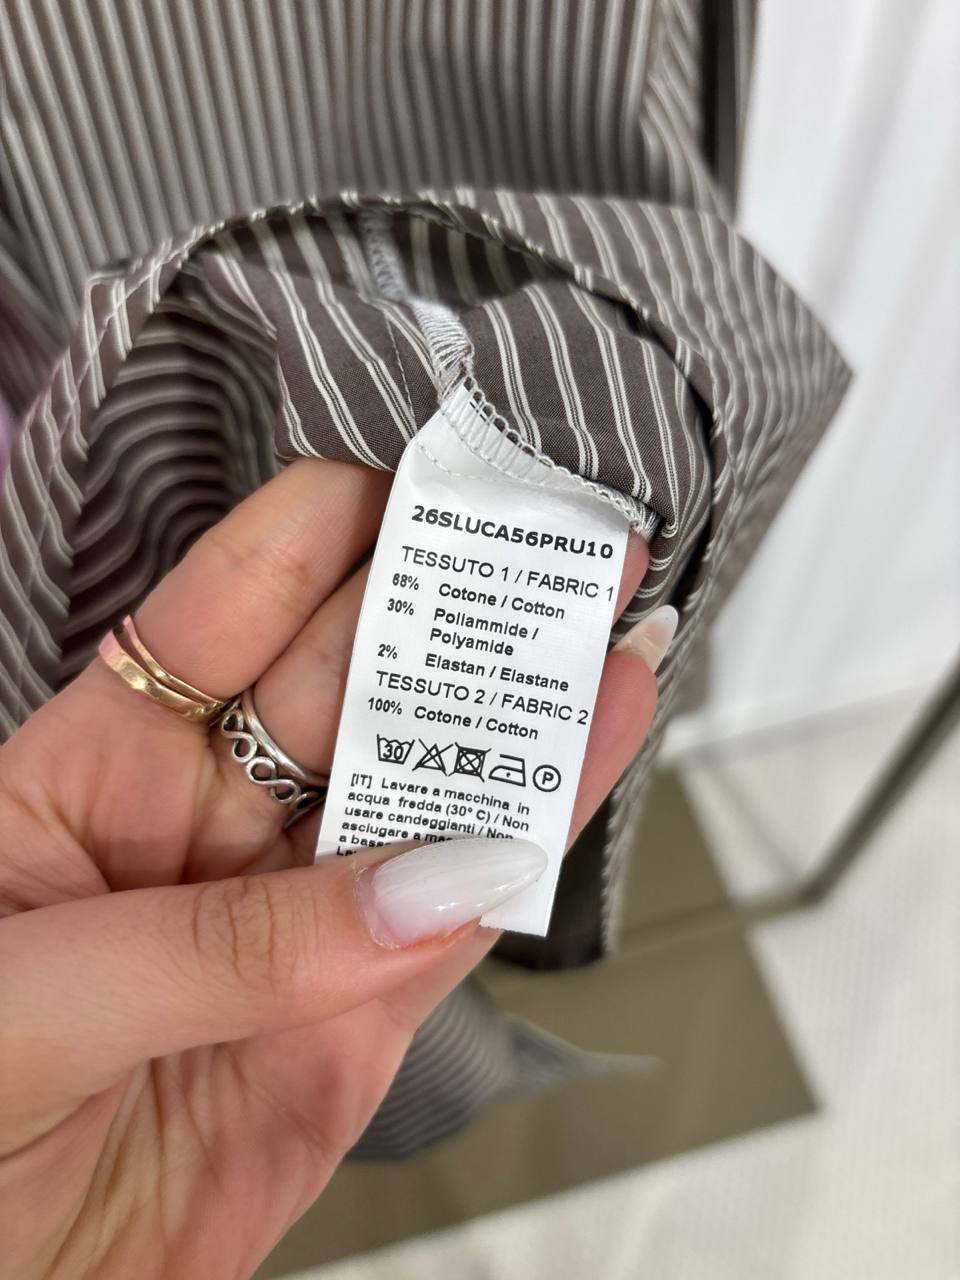 26SLUCA56PRU10
TESSUTO 1 / FABRIC 1
68% Cotone / Cotton
30% Poliammide /
Polyamide
2% Elastan / Elastane
TESSUTO 2 / FABRIC 2
100% Cotone / Cotton
30 P
[IT] Lavare a macchina in
acqua fredda (30° C) / Non
usare candeggianti / Non
asciugare a
a